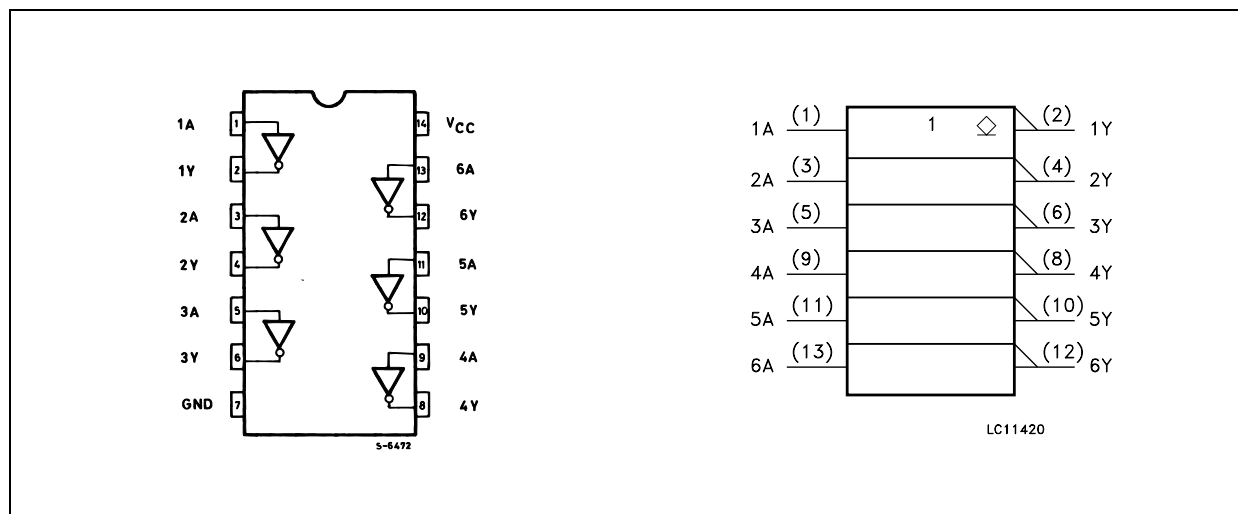 1A 1 14 VCC
1Y 2 13 6A
2A 3 12 6Y
2Y 4 11 5A
3A 5 10 5Y
3Y 6 9 4A
GND 7 8 4Y
S-6472
1A (1) 1 (2) 1Y
2A (3) (4) 2Y
3A (5) (6) 3Y
4A (9) (8) 4Y
5A (11) (10) 5Y
6A (13) (12) 6Y
LC11420